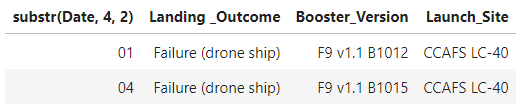 substr(Date, 4, 2) Landing _Outcome Booster_Version Launch_Site
01 Failure (drone ship) F9 v1.1 B1012 CCAFS LC-40
04 Failure (drone ship) F9 v1.1 B1015 CCAFS LC-40